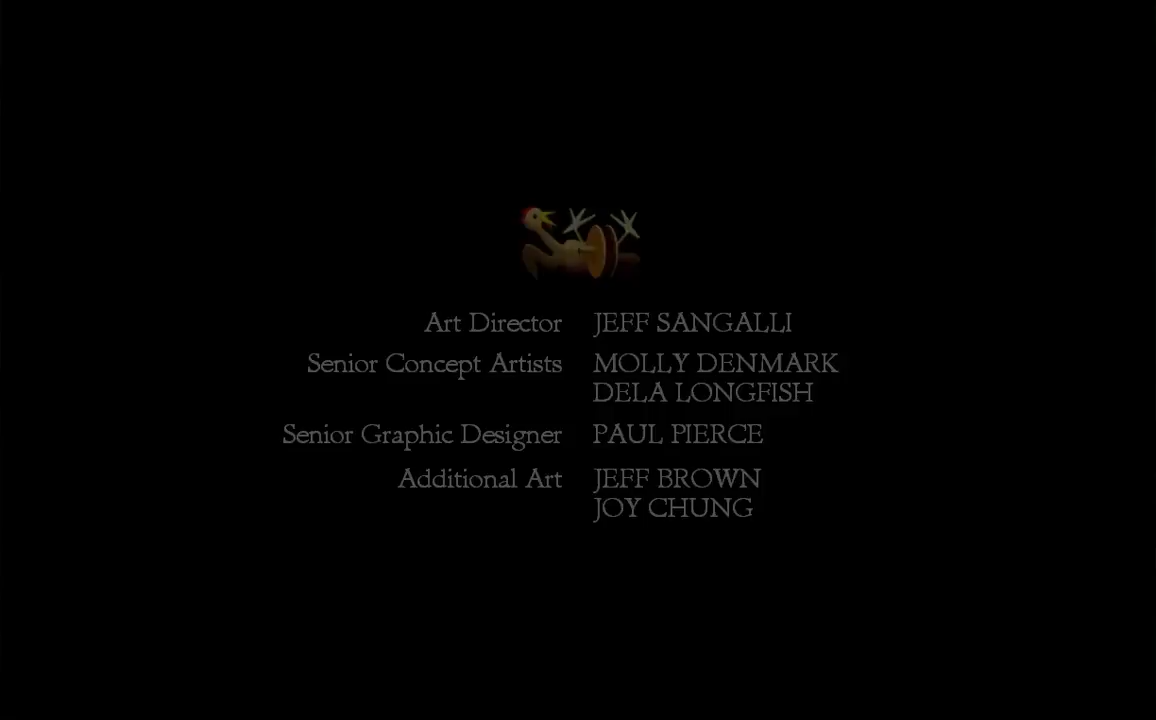 Art Director JEFF SANGALLI
Senior Concept Artists MOLLY DENMARK
DELA LONGFISH
Senior Graphic Designer PAUL PIERCE
Additional Art JEFF BROWN
JOY CHUNG